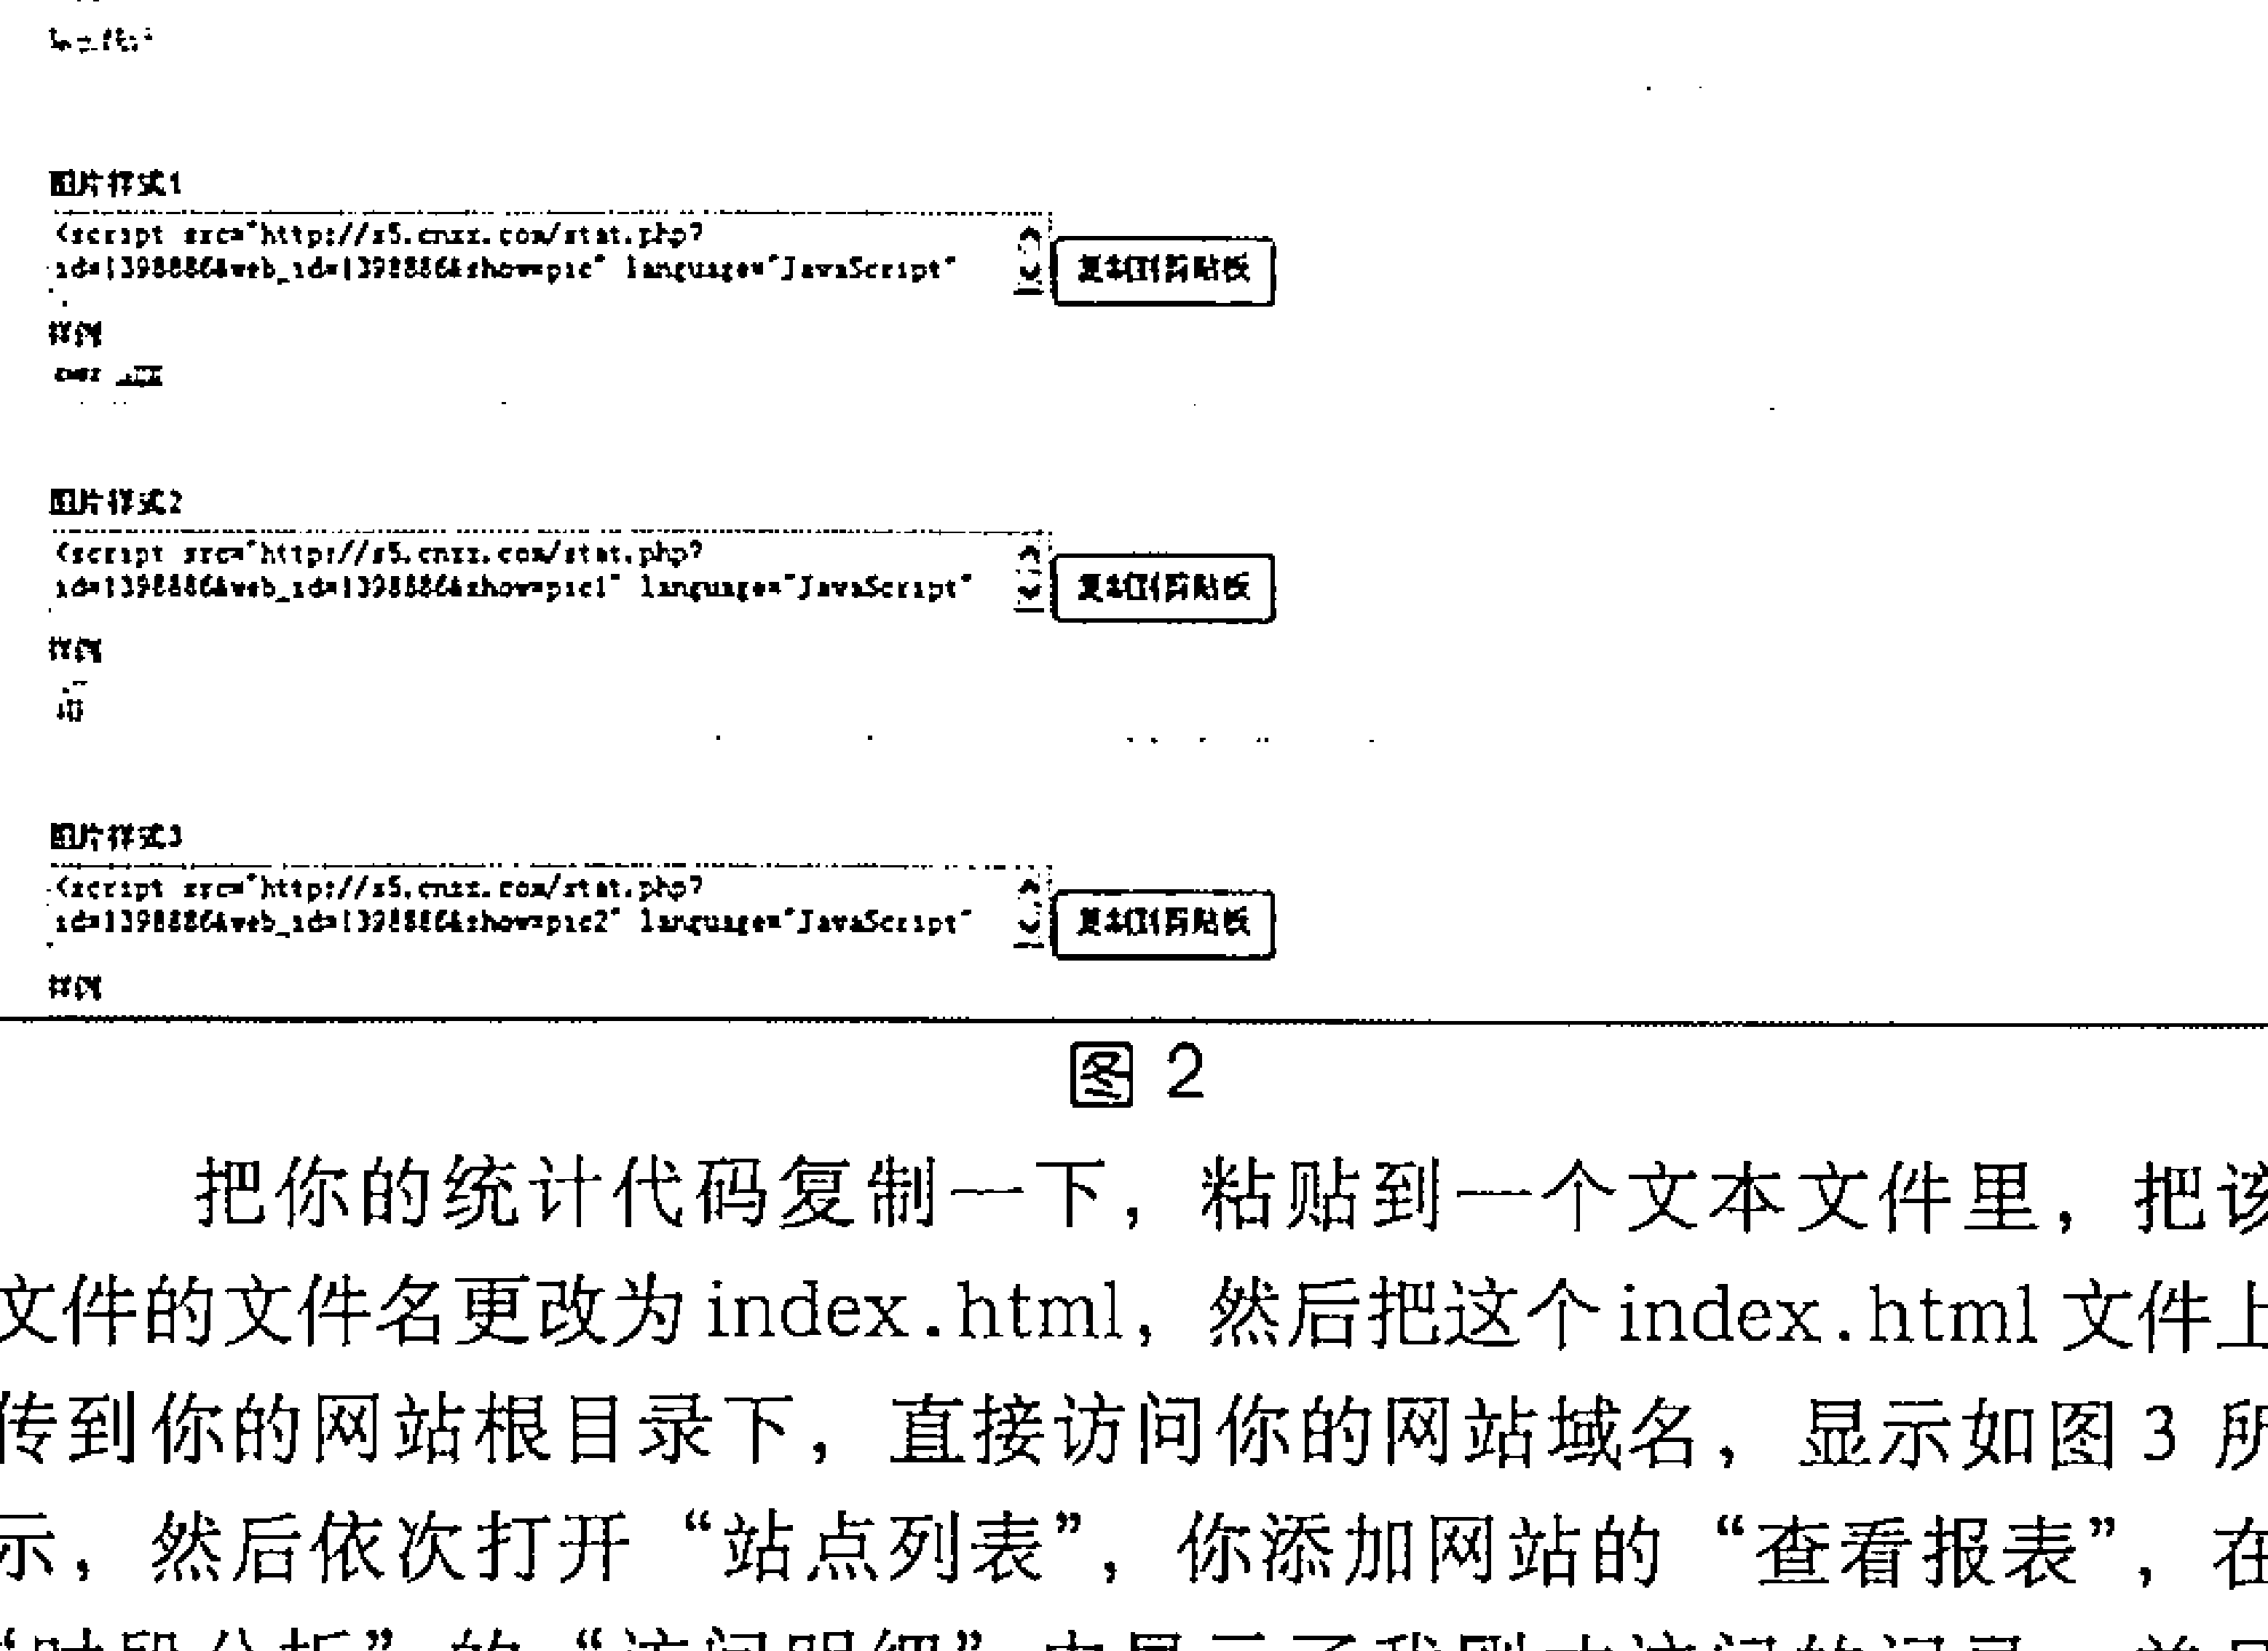 图片样式1
<script src="http://s5.cnzz.com/stat.php?
id=1398886&web_id=1398886&show=pic" language="JavaScript"
复制到剪贴板
样例
图片样式2
<script src="http://s5.cnzz.com/stat.php?
id=1398886&web_id=1398886&show=pic1" language="JavaScript"
复制到剪贴板
样例
图片样式3
<script src="http://s5.cnzz.com/stat.php?
id=1398886&web_id=1398886&show=pic2" language="JavaScript"
复制到剪贴板
样例
图 2
把你的统计代码复制一下，粘贴到一个文本文件里，把该
文件的文件名更改为index.html，然后把这个index.html文件上
传到你的网站根目录下，直接访问你的网站域名，显示如图 3 所
示，然后依次打开“站点列表”，你添加网站的“查看报表”，在
“时段分析”的“访问明细”